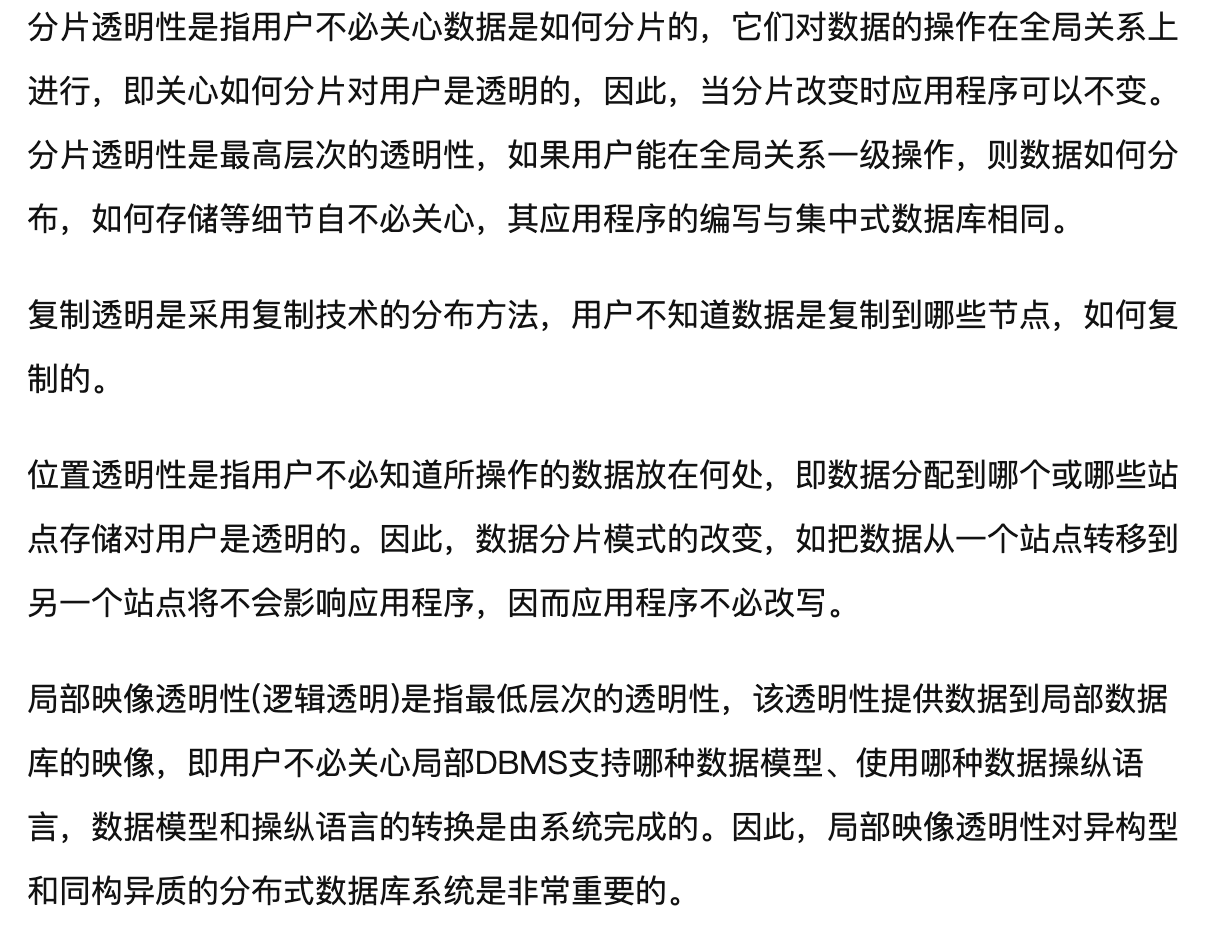 分片透明性是指用户不必关心数据是如何分片的，它们对数据的操作在全局关系上
进行，即关心如何分片对用户是透明的，因此，当分片改变时应用程序可以不变。
分片透明性是最高层次的透明性，如果用户能在全局关系一级操作，则数据如何分
布，如何存储等细节自不必关心，其应用程序的编写与集中式数据库相同。
复制透明是采用复制技术的分布方法，用户不知道数据是复制到哪些节点，如何复
制的。
位置透明性是指用户不必知道所操作的数据放在何处，即数据分配到哪个或哪些站
点存储对用户是透明的。因此，数据分片模式的改变，如把数据从一个站点转移到
另一个站点将不会影响应用程序，因而应用程序不必改写。
局部映像透明性(逻辑透明)是指最低层次的透明性，该透明性提供数据到局部数据
库的映像，即用户不必关心局部DBMS支持哪种数据模型、使用哪种数据操纵语
言，数据模型和操纵语言的转换是由系统完成的。因此，局部映像透明性对异构型
和同构异质的分布式数据库系统是非常重要的。